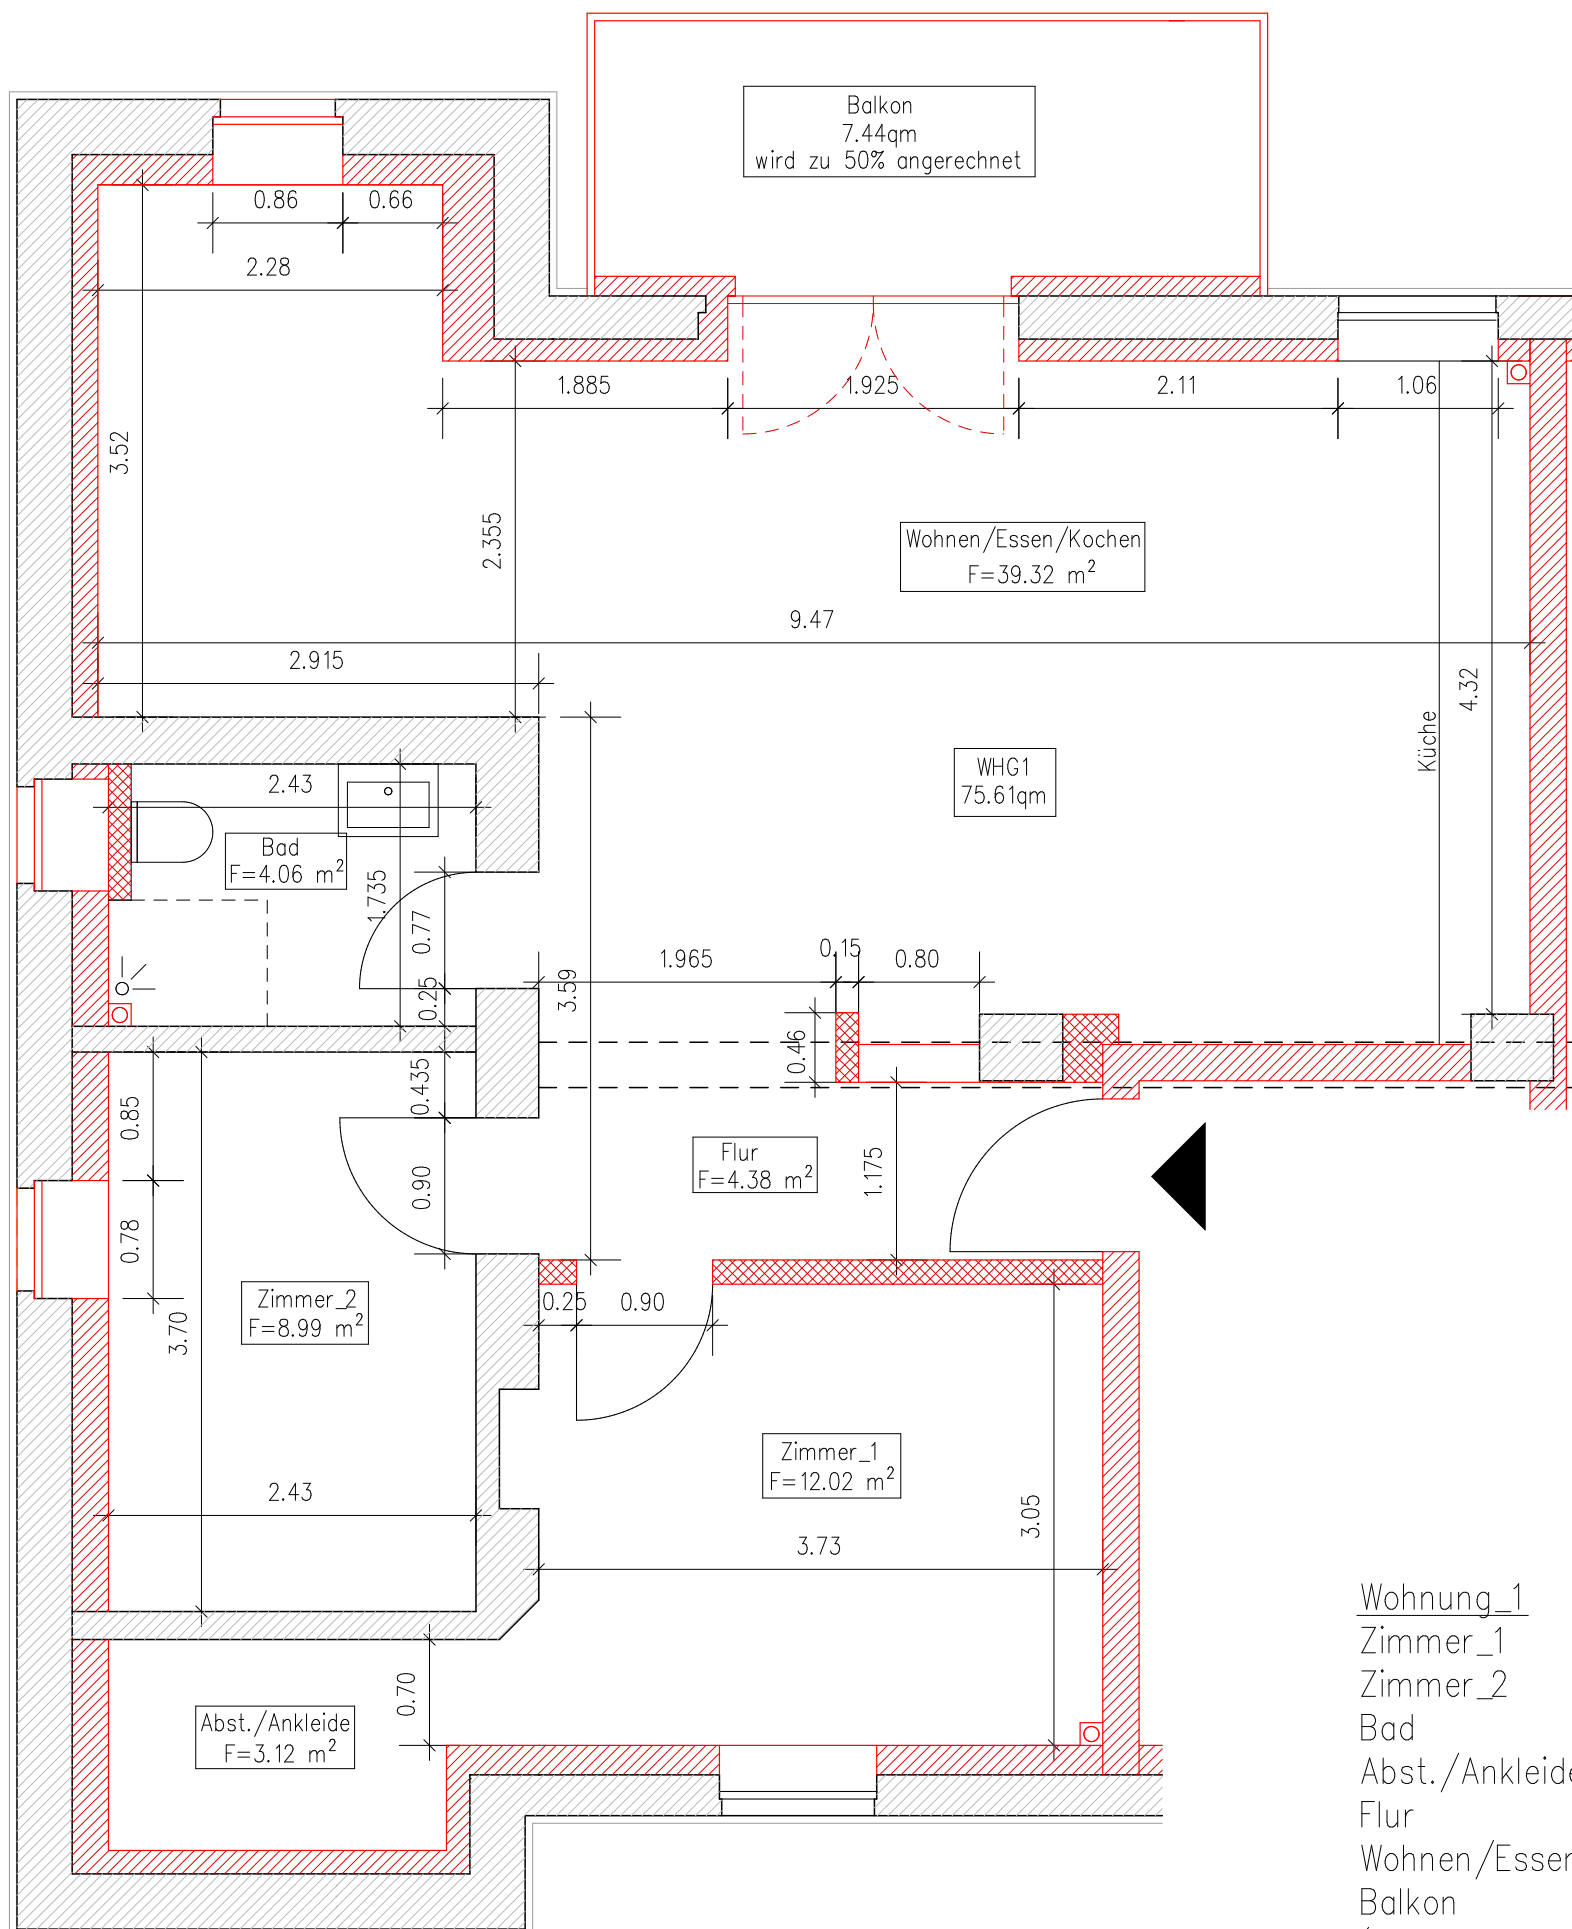 Balkon
7.44qm
wird zu 50% angerechnet
0.86
0.66
2.28
1.885
1.925
2.11
1.06
3.52
2.355
Wohnen/Essen/Kochen
F=39.32 m²
9.47
2.915
4.32
Küche
WHG1
75.61qm
2.43
Bad
F=4.06 m²
1.735
0.77
0.25
3.59
1.965
0.15
0.80
0.46
0.435
0.85
0.90
Flur
F=4.38 m²
1.175
0.78
Zimmer_2
F=8.99 m²
3.70
0.25
0.90
Zimmer_1
F=12.02 m²
2.43
3.05
3.73
0.70
Abst./Ankleide
F=3.12 m²
Wohnung_1
Zimmer_1
Zimmer_2
Bad
Abst./Ankleide
Flur
Wohnen/Essen
Balkon